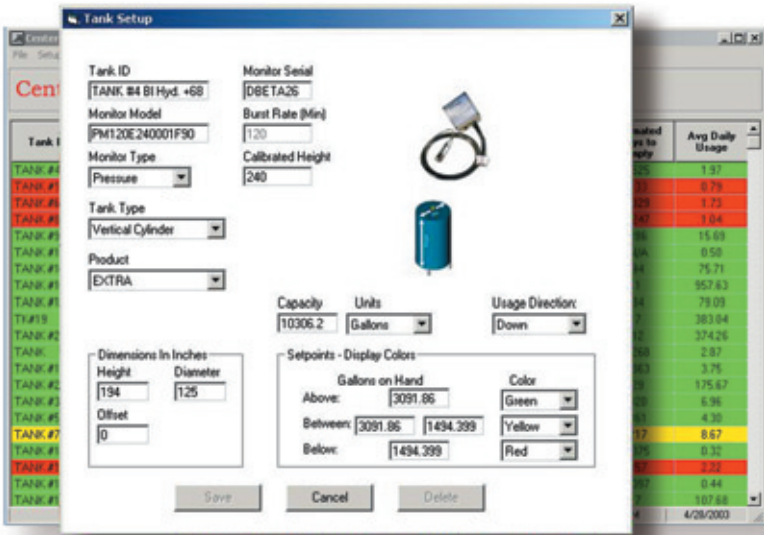 Tank Setup
Center
File Setup
Cent
Tank ID
Monitor Serial
TANK #4 Bl Hyd. +68
DBETA26
Monitor Model
Burst Rate (Min)
PM120E240001F90
120
Monitor Type
Calibrated Height
Pressure
240
Tank Type
Vertical Cylinder
Product
EXTRA
Capacity
Units
Usage Direction:
10306.2
Gallons
Down
Dimensions In Inches
Height
Diameter
194
125
Offset
0
Setpoints - Display Colors
Gallons on Hand
Color
Above:
3091.86
Green
Between:
3091.86
1494.399
Yellow
Below:
1494.399
Red
Save
Cancel
Delete
Avg Daily
Usage
1.97
0.79
1.73
1.04
15.69
0.50
75.71
957.63
79.09
383.04
374.26
2.87
3.75
175.67
6.96
4.30
8.67
0.32
2.22
0.44
107.68
4/28/2003
TANK
TK#19